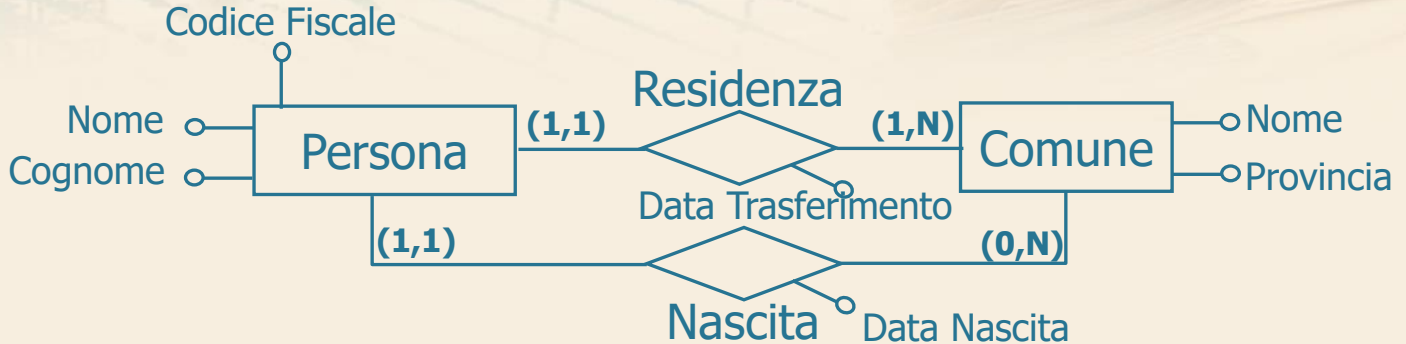 Codice Fiscale
Residenza
Nome (1,1) (1,N) Nome
Persona Comune
Cognome Provincia
Data Trasferimento
(1,1) (0,N)
Nascita Data Nascita